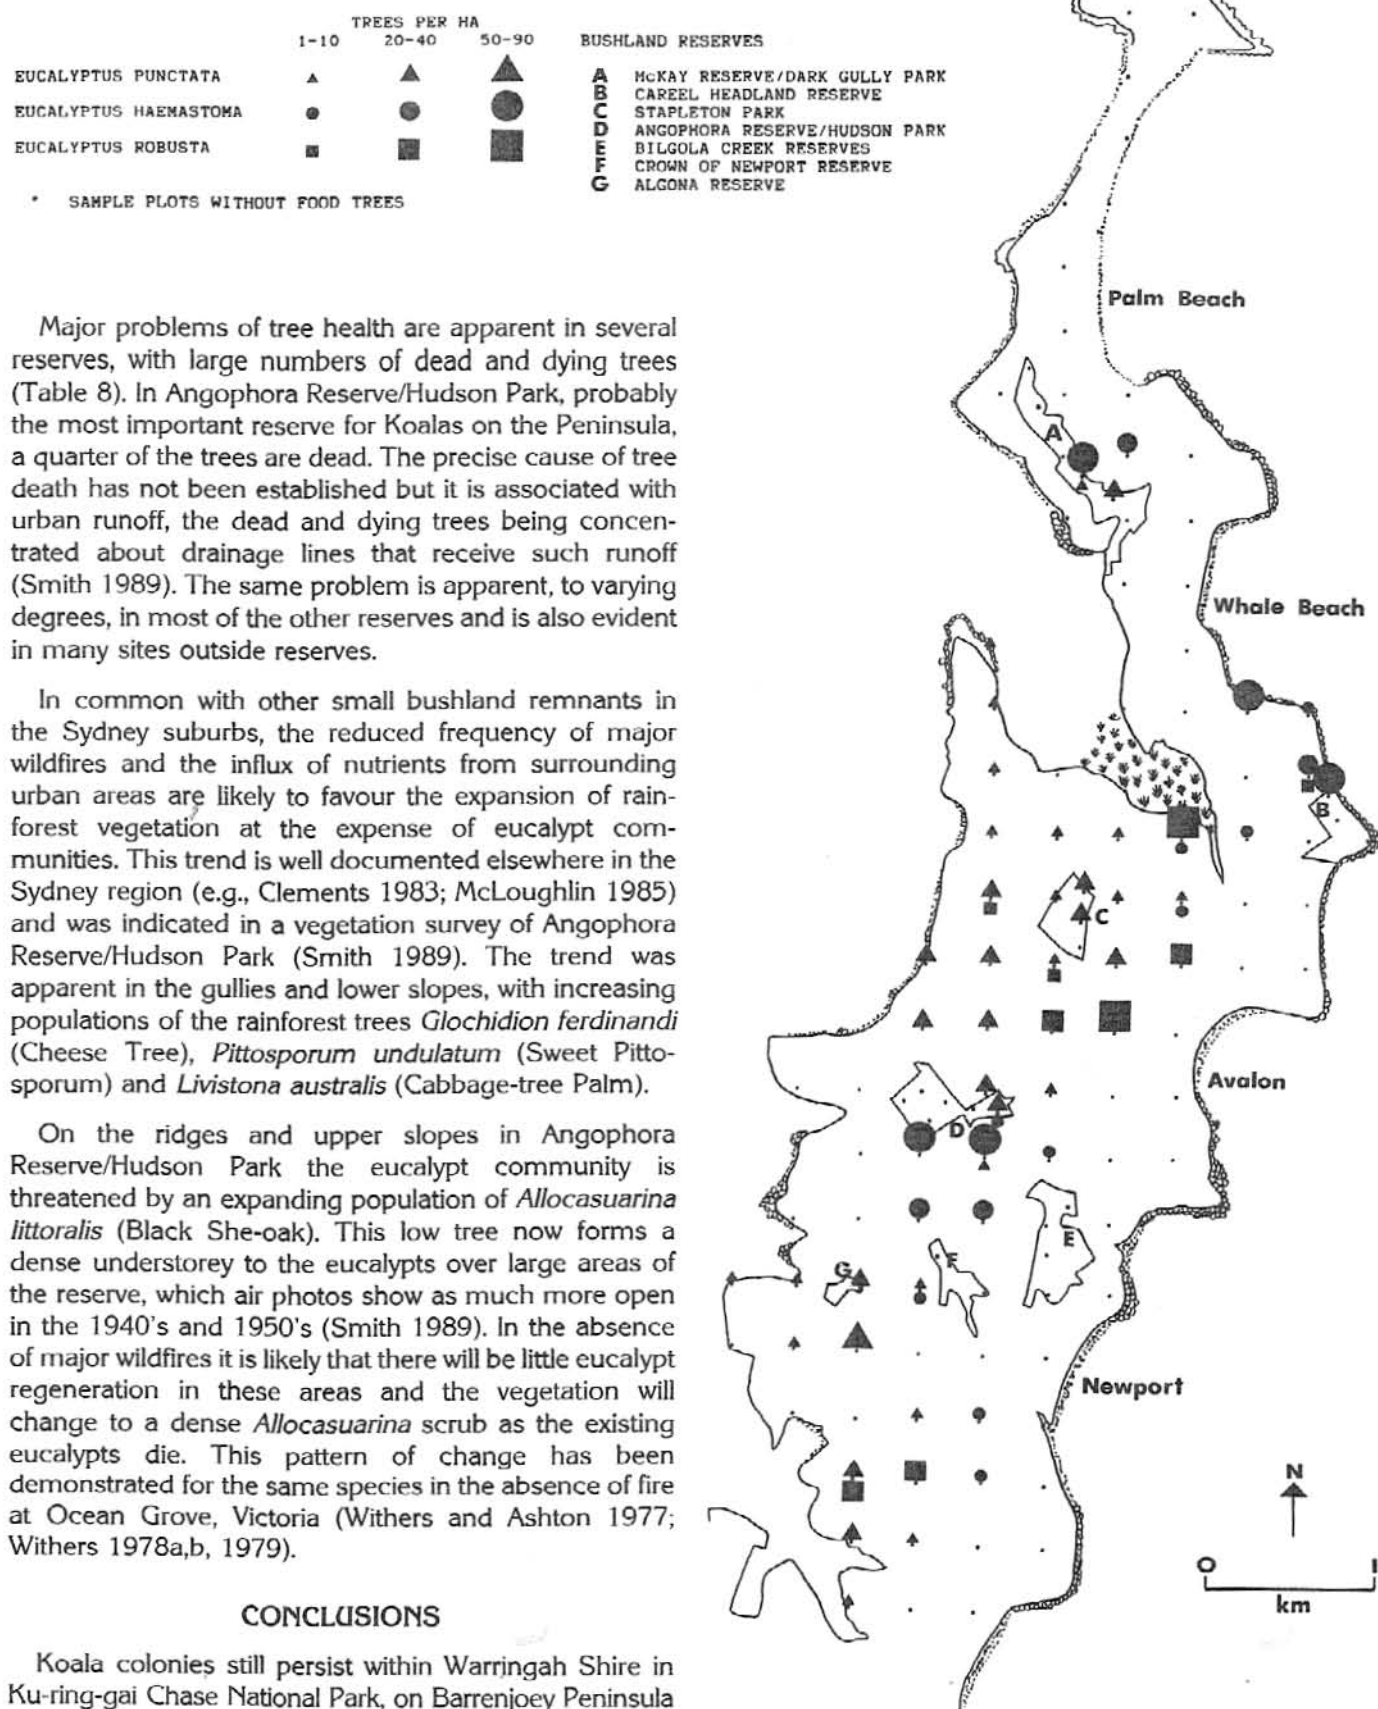 TREES PER HA
1-10 20-40 50-90
EUCALYPTUS PUNCTATA
EUCALYPTUS HAEMASTOMA
EUCALYPTUS ROBUSTA
* SAMPLE PLOTS WITHOUT FOOD TREES
BUSHLAND RESERVES
A McKAY RESERVE/DARK GULLY PARK
B CAREEL HEADLAND RESERVE
C STAPLETON PARK
D ANGOPHORA RESERVE/HUDSON PARK
E BILGOLA CREEK RESERVES
F CROWN OF NEWPORT RESERVE
G ALGONA RESERVE
Major problems of tree health are apparent in several
reserves, with large numbers of dead and dying trees
(Table 8). In Angophora Reserve/Hudson Park, probably
the most important reserve for Koalas on the Peninsula,
a quarter of the trees are dead. The precise cause of tree
death has not been established but it is associated with
urban runoff, the dead and dying trees being concen-
trated about drainage lines that receive such runoff
(Smith 1989). The same problem is apparent, to varying
degrees, in most of the other reserves and is also evident
in many sites outside reserves.
In common with other small bushland remnants in
the Sydney suburbs, the reduced frequency of major
wildfires and the influx of nutrients from surrounding
urban areas are likely to favour the expansion of rain-
forest vegetation at the expense of eucalypt com-
munities. This trend is well documented elsewhere in the
Sydney region (e.g., Clements 1983; McLoughlin 1985)
and was indicated in a vegetation survey of Angophora
Reserve/Hudson Park (Smith 1989). The trend was
apparent in the gullies and lower slopes, with increasing
populations of the rainforest trees Glochidion ferdinandi
(Cheese Tree), Pittosporum undulatum (Sweet Pitto-
sporum) and Livistona australis (Cabbage-tree Palm).
On the ridges and upper slopes in Angophora
Reserve/Hudson Park the eucalypt community is
threatened by an expanding population of Allocasuarina
littoralis (Black She-oak). This low tree now forms a
dense understorey to the eucalypts over large areas of
the reserve, which air photos show as much more open
in the 1940's and 1950's (Smith 1989). In the absence
of major wildfires it is likely that there will be little eucalypt
regeneration in these areas and the vegetation will
change to a dense Allocasuarina scrub as the existing
eucalypts die. This pattern of change has been
demonstrated for the same species in the absence of fire
at Ocean Grove, Victoria (Withers and Ashton 1977;
Withers 1978a,b, 1979).
CONCLUSIONS
Koala colonies still persist within Warringah Shire in
Ku-ring-gai Chase National Park, on Barrenjoey Peninsula
Palm Beach
A
Whale Beach
B
C
Avalon
D
E
F
G
Newport
N
0 1
km